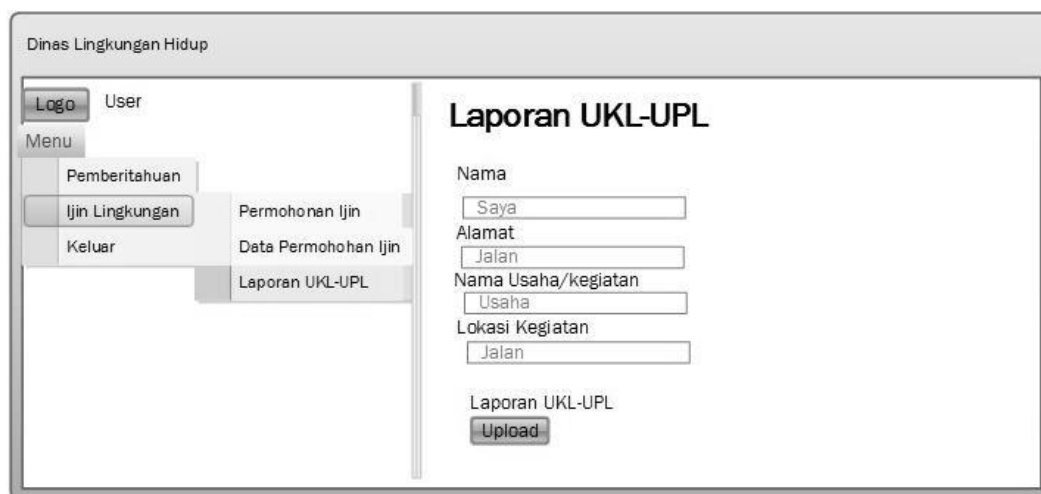 Dinas Lingkungan Hidup
Logo User
Menu
Pemberitahuan
Ijin Lingkungan
Keluar
Permohonan Ijin
Data Permohohan Ijin
Laporan UKL-UPL
Laporan UKL-UPL
Nama
Saya
Alamat
Jalan
Nama Usaha/kegiatan
Usaha
Lokasi Kegiatan
Jalan
Laporan UKL-UPL
Upload